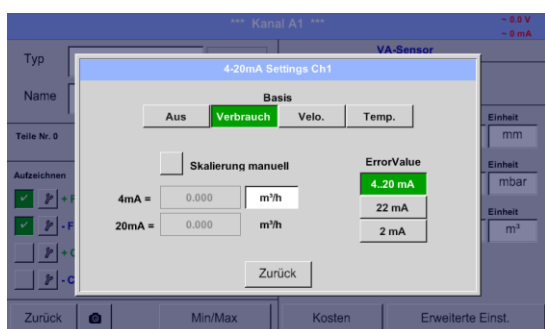 *** Kanal A1 ***
~ 0.0 V
~ 0 mA
Typ
VA-Sensor
4-20mA Settings Ch1
Name
Basis
Aus Verbrauch Velo. Temp.
Einheit
Teile Nr. 0
mm
Skalierung manuell
ErrorValue
Einheit
Aufzeichnen
4..20 mA
mbar
4mA = 0.000 m³/h
22 mA
Einheit
20mA = 0.000 m³/h
2 mA
m³
Zurück
Zurück Min/Max Kosten Erweiterte Einst.